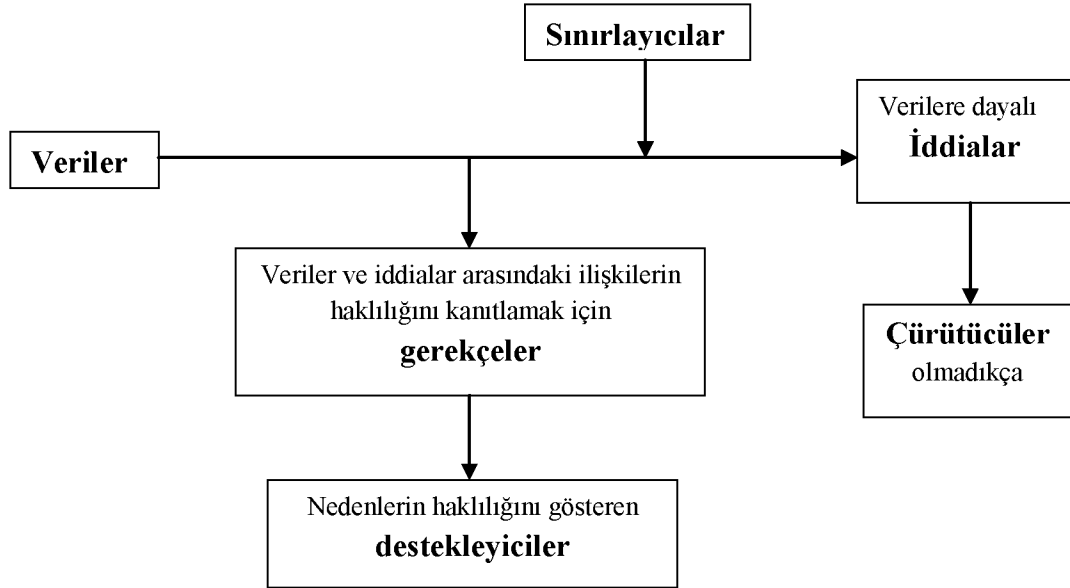 Sınırlayıcılar
Verilere dayalı
İddialar
Veriler
Veriler ve iddialar arasındaki ilişkilerin
haklılığını kanıtlamak için
gerekçeler
Çürütücüler
olmadıkça
Nedenlerin haklılığını gösteren
destekleyiciler